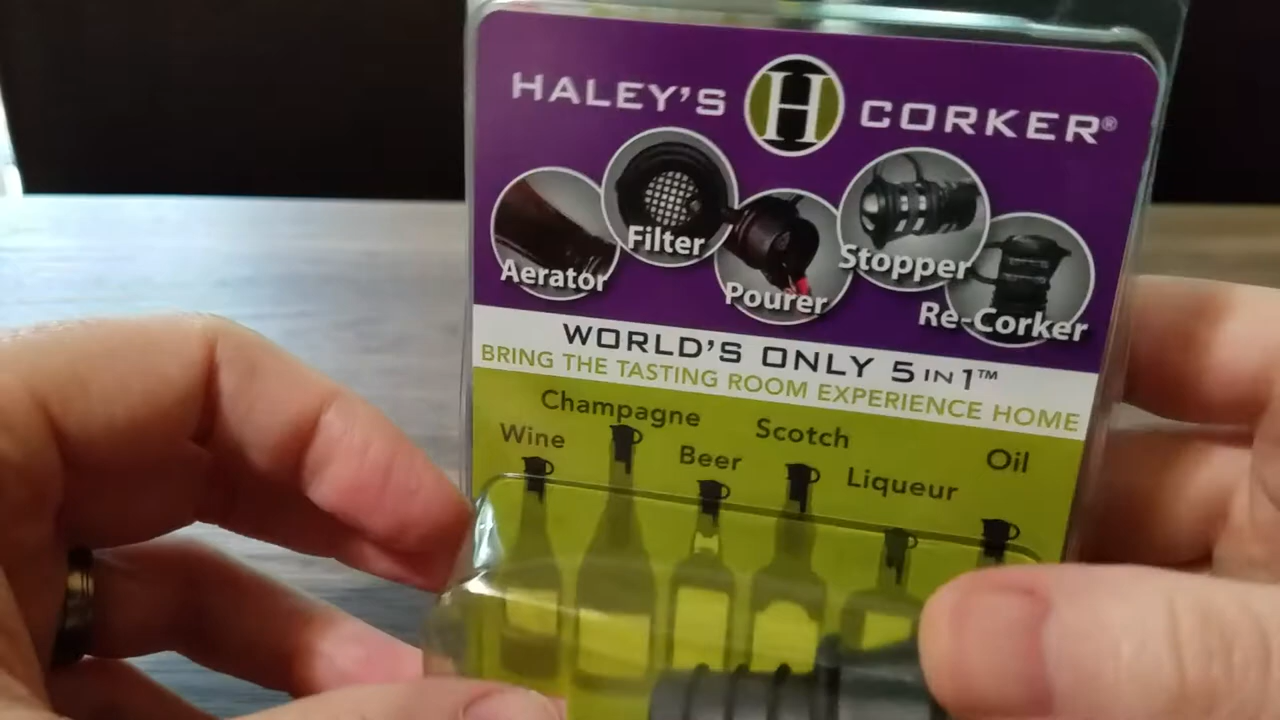 HALEY'S H CORKER®
Aerator
Filter
Pourer
Stopper
Re-Corker
WORLD'S ONLY 5 IN 1™
BRING THE TASTING ROOM EXPERIENCE HOME
Wine
Champagne
Beer
Scotch
Liqueur
Oil